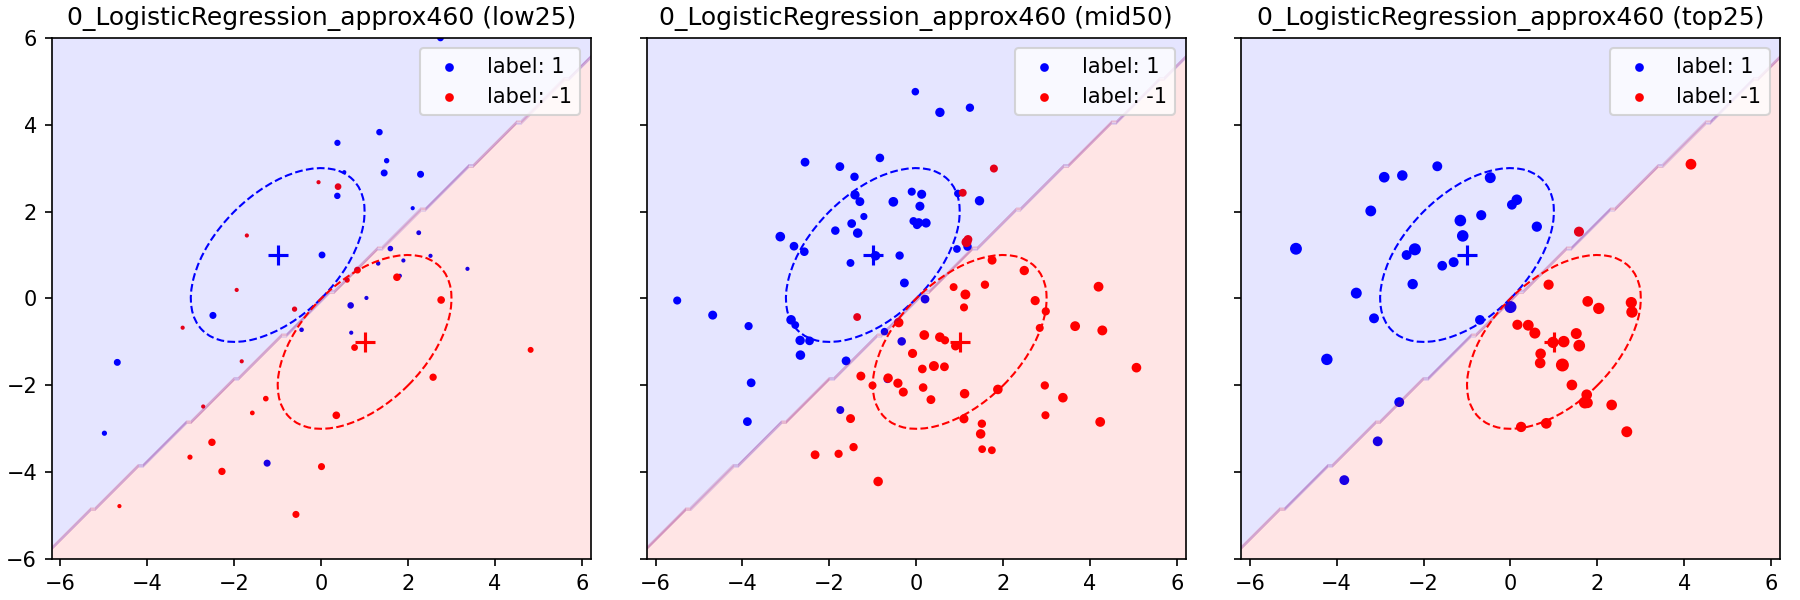 0_LogisticRegression_approx460 (low25)
label: 1
label: -1
6
4
2
0
−2
−4
−6
−6 −4 −2 0 2 4 6
0_LogisticRegression_approx460 (mid50)
label: 1
label: -1
−6 −4 −2 0 2 4 6
0_LogisticRegression_approx460 (top25)
label: 1
label: -1
−6 −4 −2 0 2 4 6